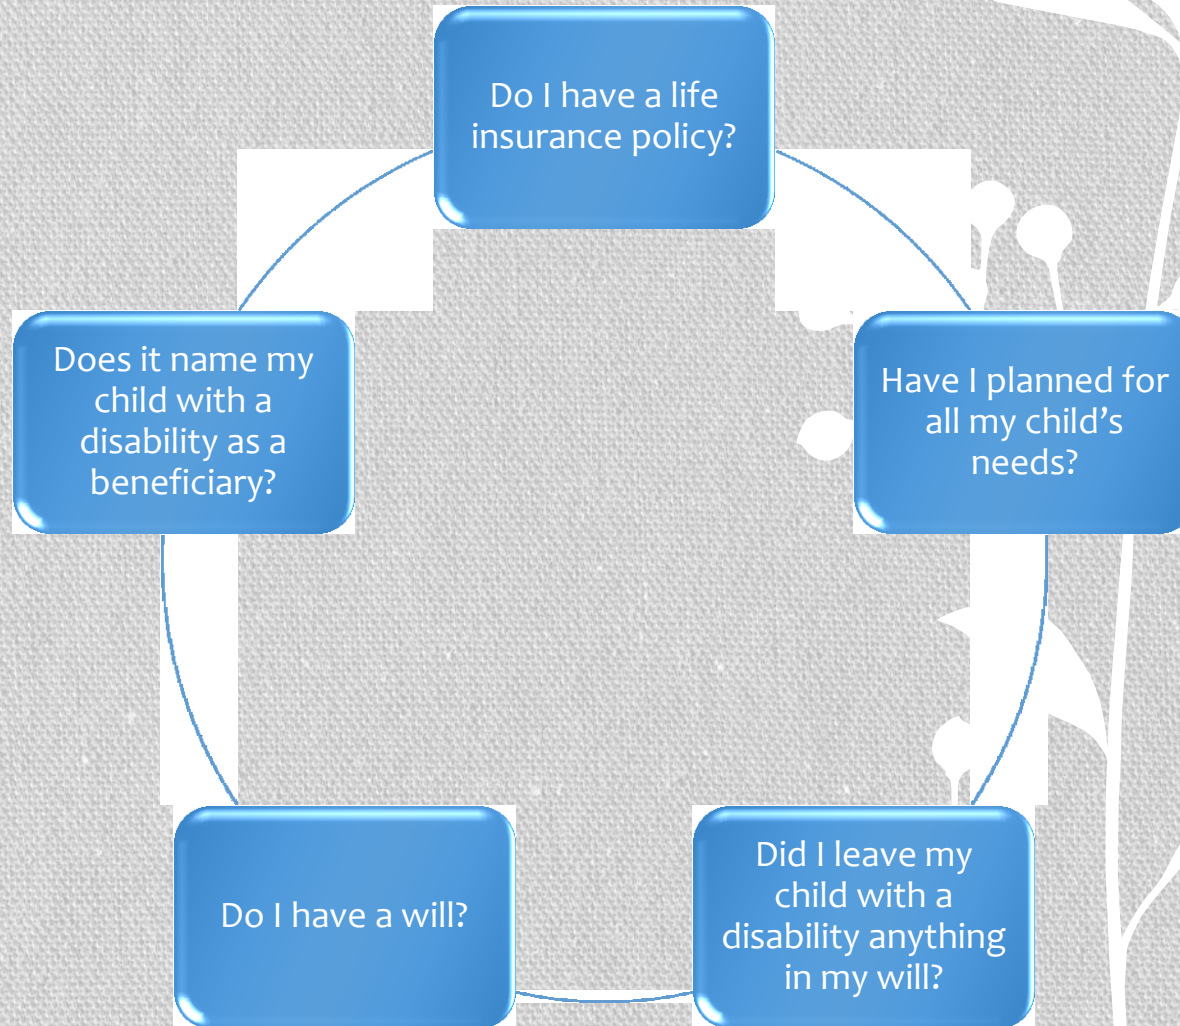 Do I have a life
insurance policy?
Does it name my
child with a
disability as a
beneficiary?
Have I planned for
all my child’s
needs?
Do I have a will?
Did I leave my
child with a
disability anything
in my will?